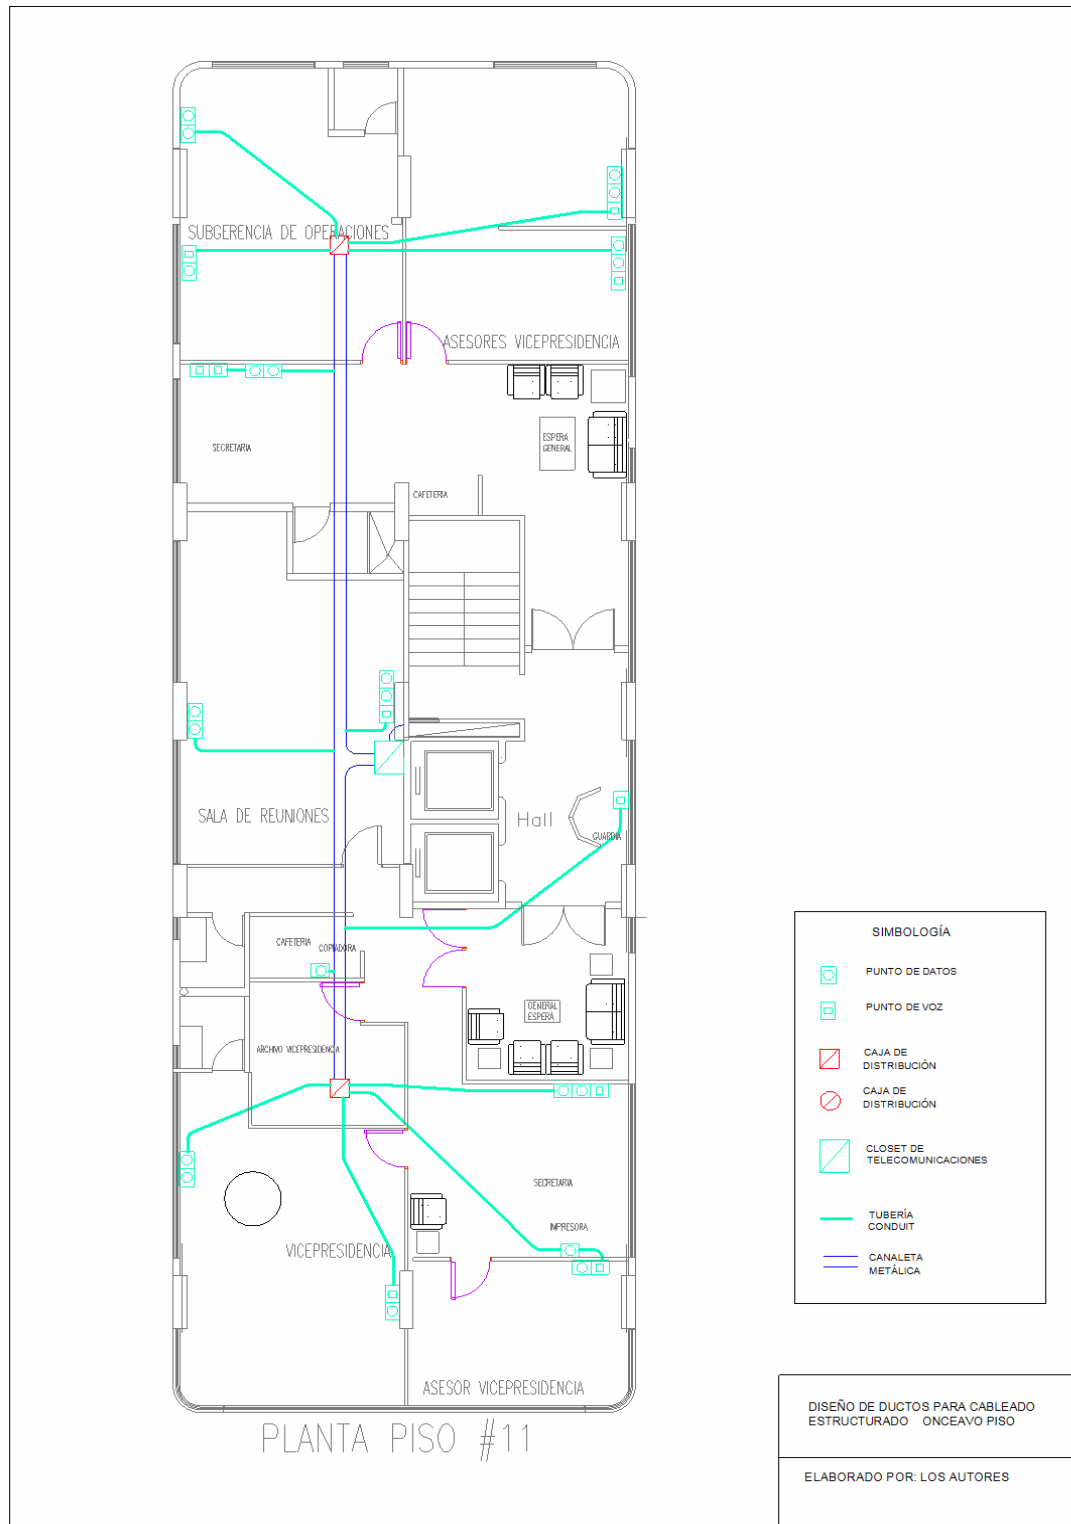 SUBGERENCIA DE OPERACIONES
ASESORES VICEPRESIDENCIA
SECRETARIA
ESPERA
GENERAL
CAFETERIA
SALA DE REUNIONES
Hall
GUARDIA
CAFETERIA
COPIADORA
GENERAL
ESPERA
ARCHIVO VICEPRESIDENCIA
SECRETARIA
IMPRESORA
VICEPRESIDENCIA
ASESOR VICEPRESIDENCIA
PLANTA PISO #11
SIMBOLOGÍA
PUNTO DE DATOS
PUNTO DE VOZ
CAJA DE
DISTRIBUCIÓN
CAJA DE
DISTRIBUCIÓN
CLOSET DE
TELECOMUNICACIONES
TUBERÍA
CONDUIT
CANALETA
METÁLICA
DISEÑO DE DUCTOS PARA CABLEADO
ESTRUCTURADO ONCEAVO PISO
ELABORADO POR: LOS AUTORES